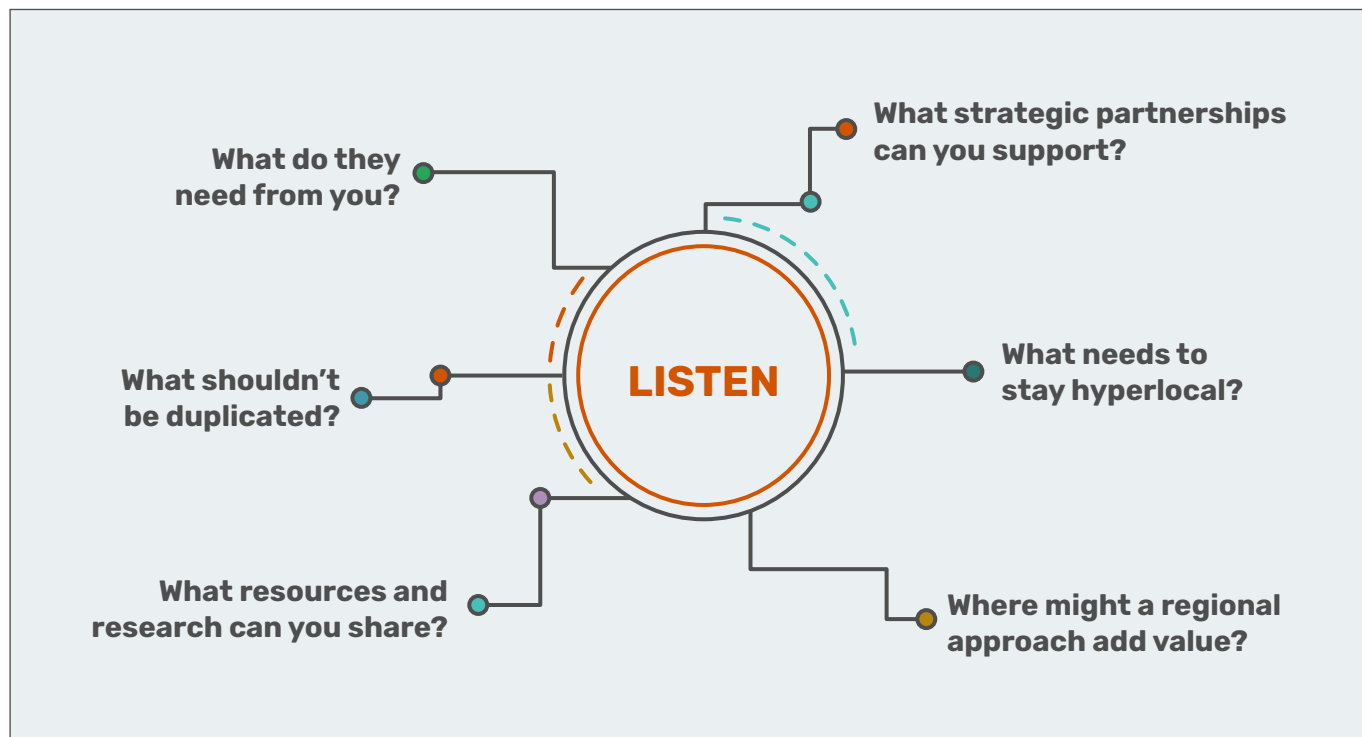 What do they
need from you?
What strategic partnerships
can you support?
What shouldn’t
be duplicated?
LISTEN
What needs to
stay hyperlocal?
What resources and
research can you share?
Where might a regional
approach add value?